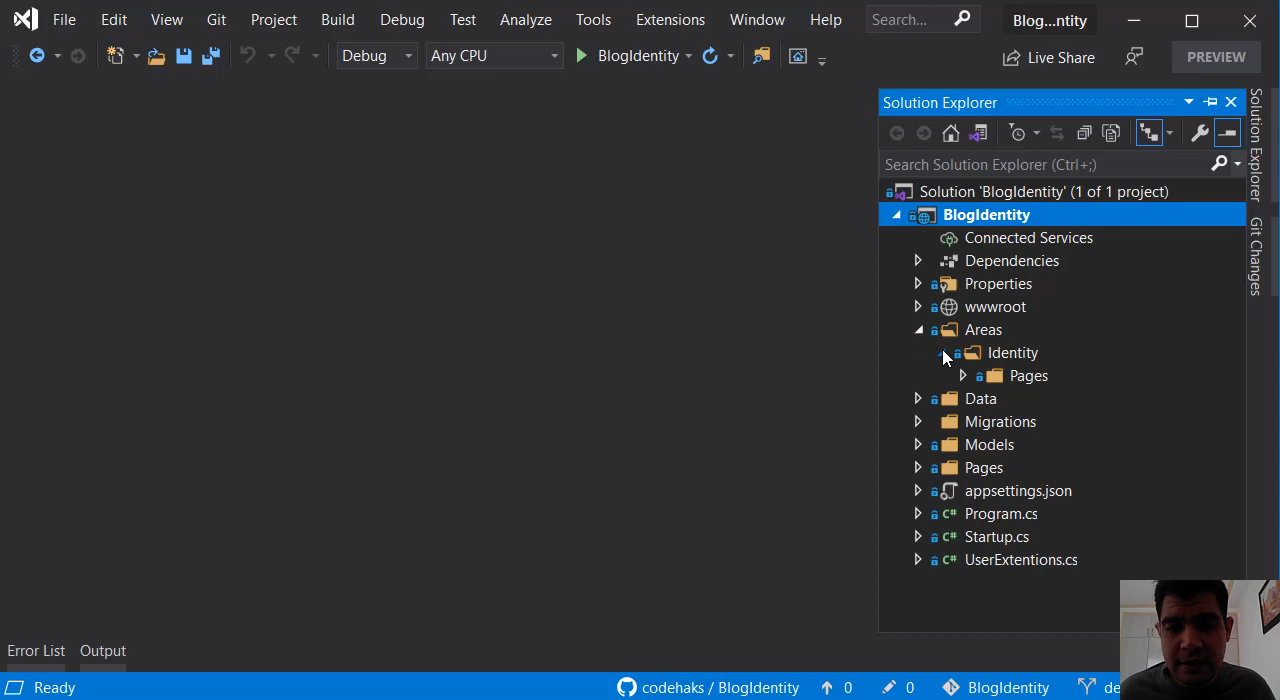 File Edit View Git Project Build Debug Test Analyze Tools Extensions Window Help Search... Blog...ntity
Debug Any CPU BlogIdentity Live Share PREVIEW
Solution Explorer
Search Solution Explorer (Ctrl+;)
Solution 'BlogIdentity' (1 of 1 project)
BlogIdentity
Connected Services
Dependencies
Properties
wwwroot
Areas
Identity
Pages
Data
Migrations
Models
Pages
appsettings.json
C# Program.cs
C# Startup.cs
C# UserExtentions.cs
Solution Explorer
Git Changes
Error List Output
Ready codehaks / BlogIdentity 0 0 BlogIdentity de